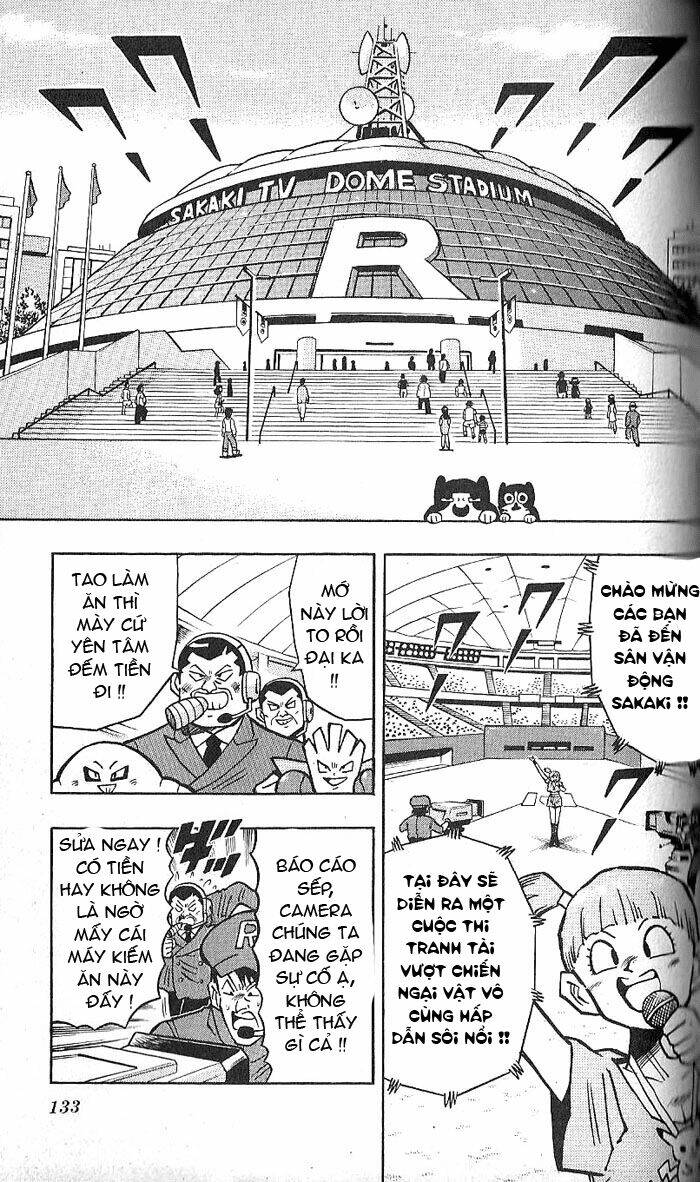 SAKAKI TV DOME STADIUM
R
CHÀO MỪNG
CÁC BẠN
ĐÃ ĐẾN
SÂN VẬN
ĐỘNG
SAKAKI!!
TẠI ĐÂY SẼ
DIỄN RA MỘT
CUỘC THI
TRANH TÀI
VƯỢT CHIẾN
NGẠI VẬT VÔ
CÙNG HẤP
DẪN SÔI NỔI !!
MỚ
NÀY LỜI
TO RỒI
ĐẠI KA !!
TAO LÀM
ĂN THÌ
MÀY CỨ
YÊN TÂM
ĐẾM TIỀN
ĐI !!
BÁO CÁO
SẾP,
CAMERA
CHÚNG TA
ĐANG GẶP
SỰ CỐ Ạ,
KHÔNG
THỂ THẤY
GÌ CẢ !!
SỬA NGAY !
CÓ TIỀN
HAY KHÔNG
LÀ NGỜ
MẤY CÁI
MÁY KIẾM
ĂN NÀY
ĐẤY !
R
133